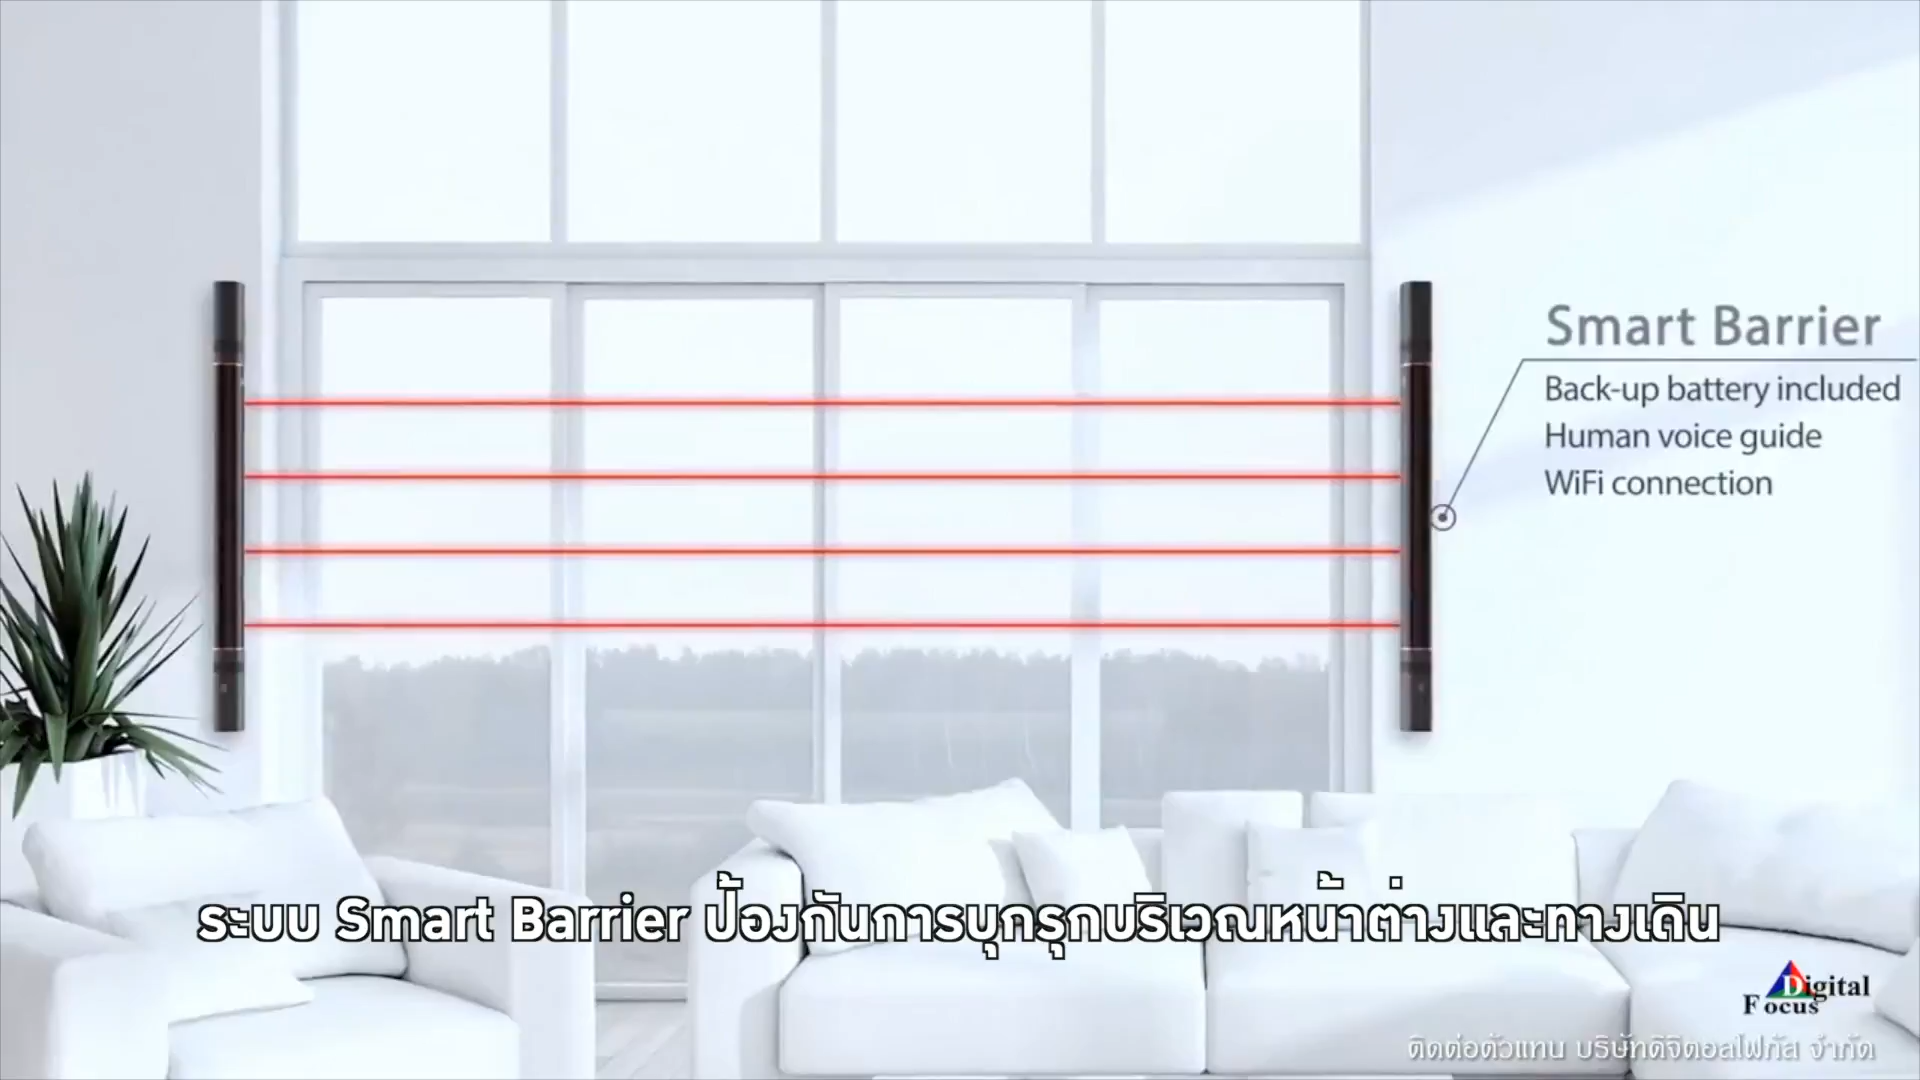 Smart Barrier
Back-up battery included
Human voice guide
WiFi connection
ระบบ Smart Barrier ป้องกันการบุกรุกบริเวณหน้าต่างและทางเดิน
Digital
Focus
ติดต่อตัวแทน บริษัทดิจิตอลโฟกัส จำกัด